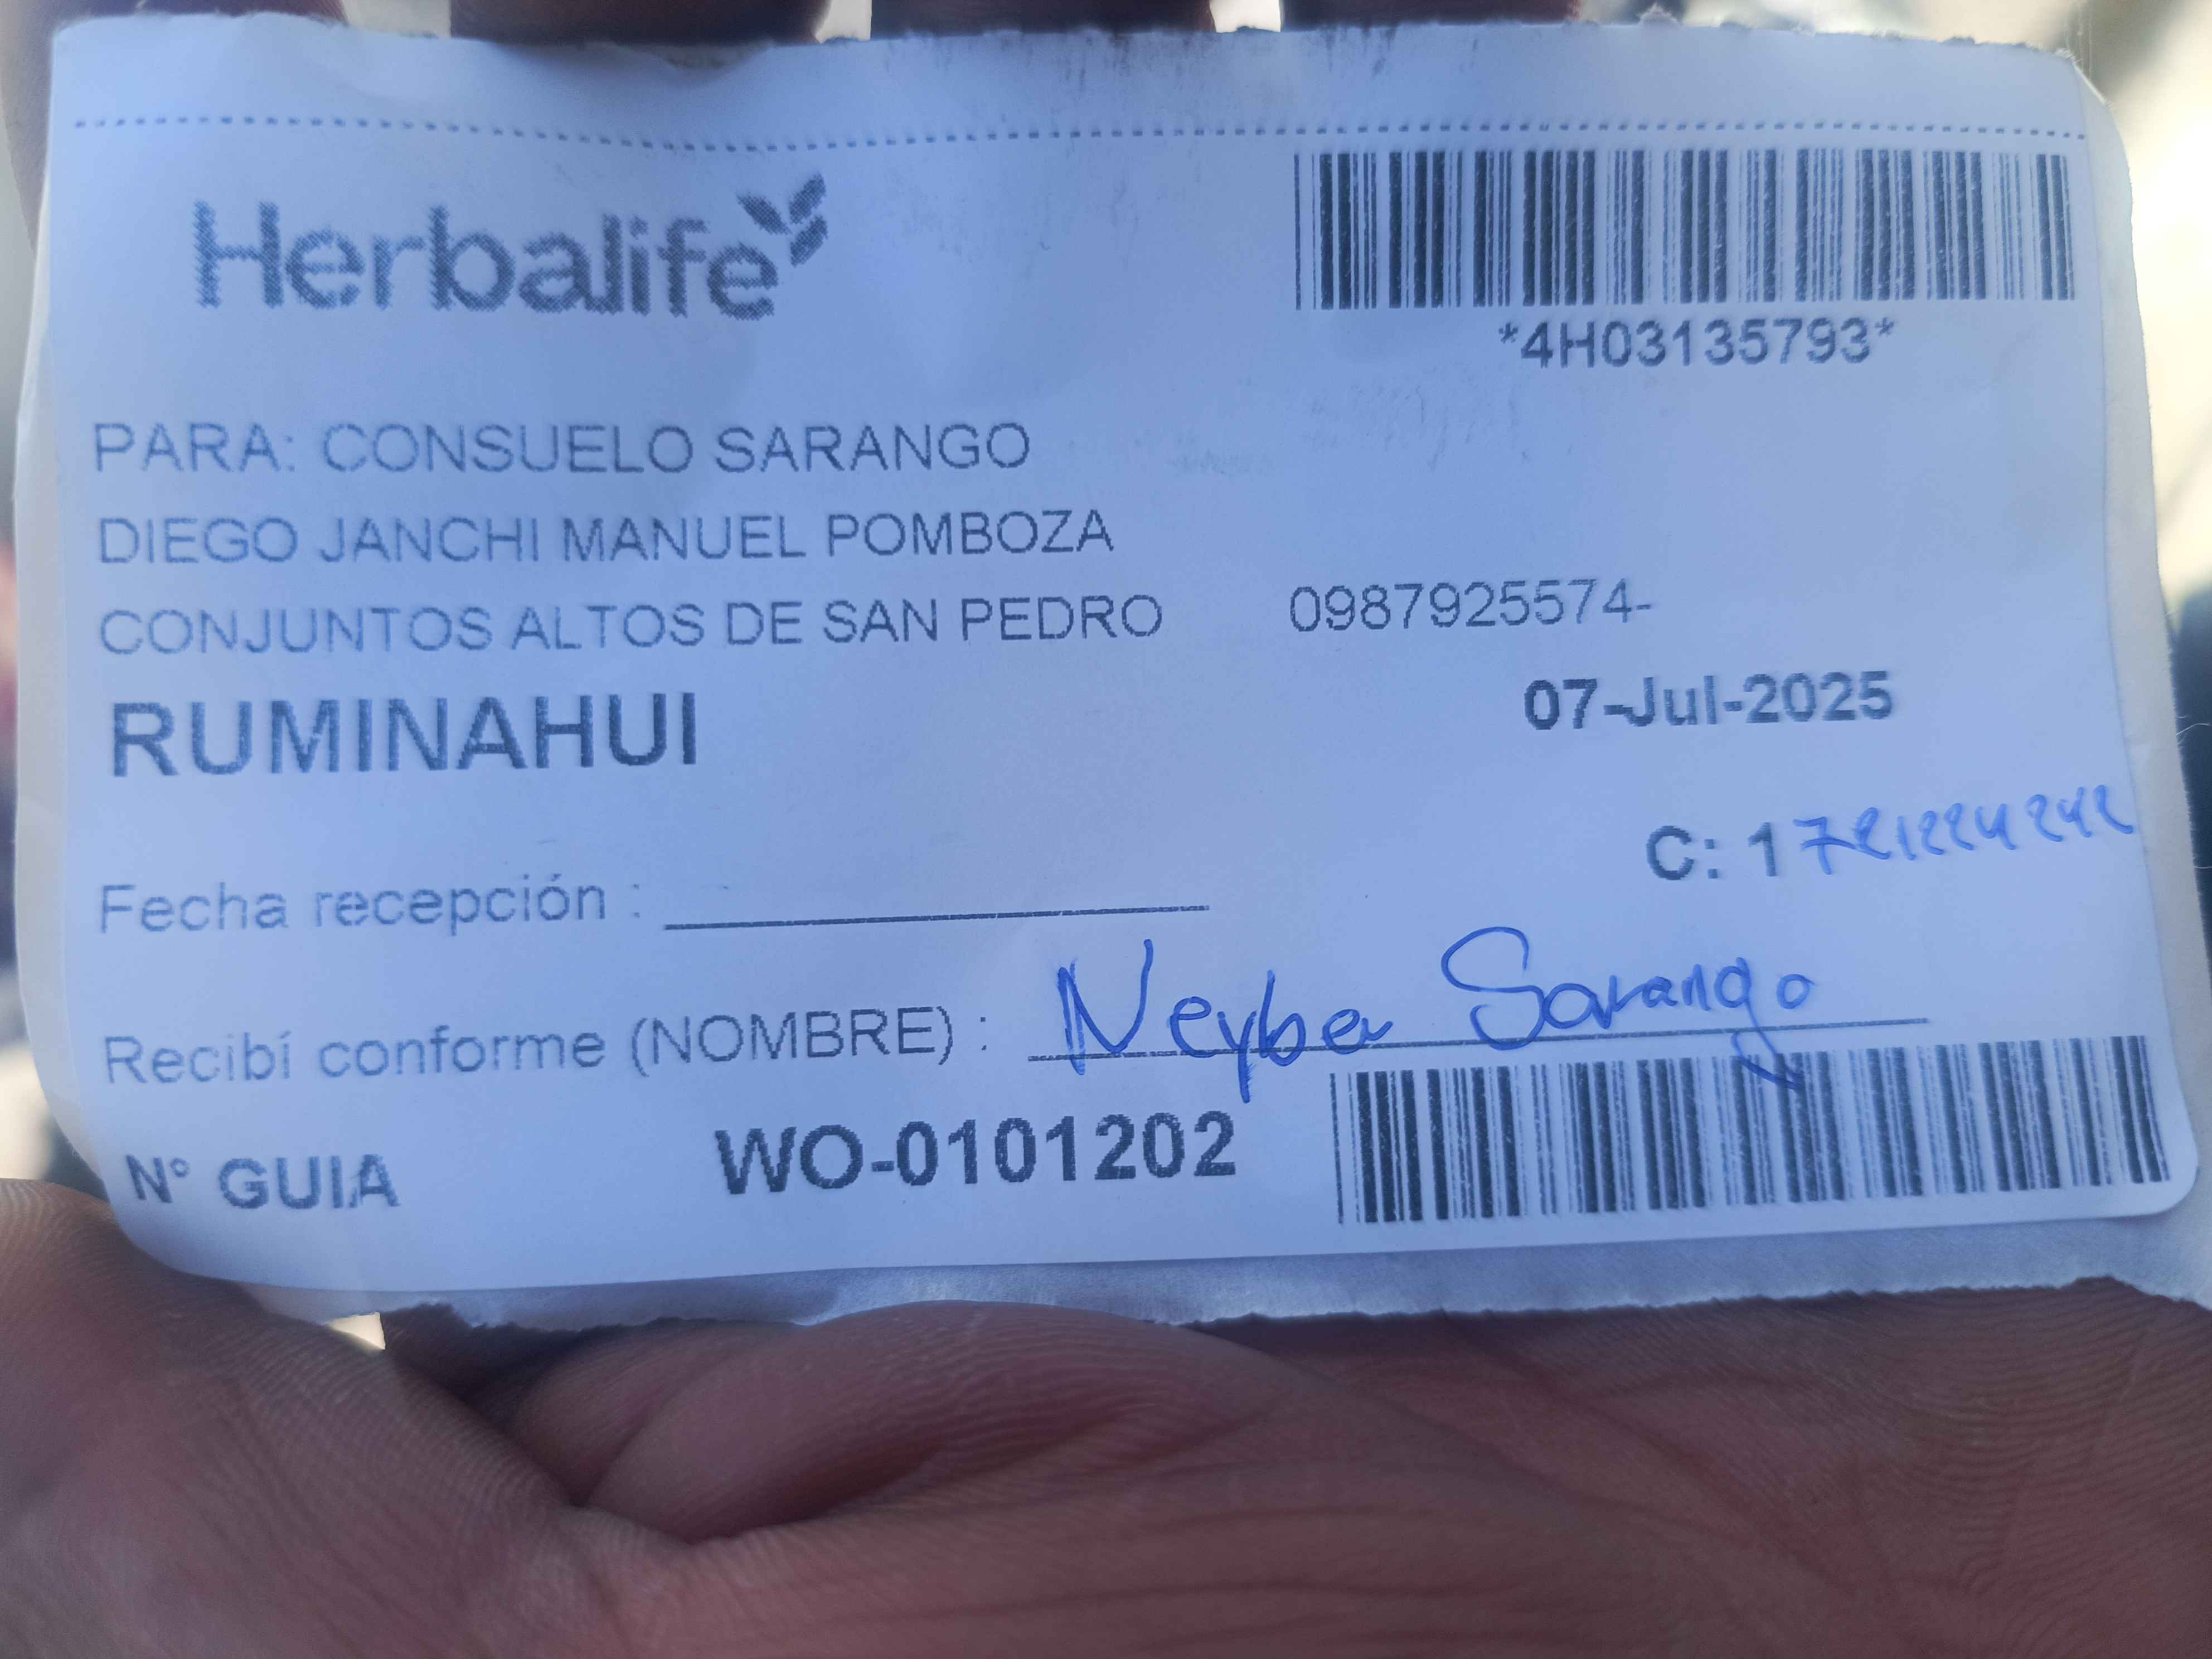 Herbalife
*4H03135793*
PARA: CONSUELO SARANGO
DIEGO JANCHI MANUEL POMBOZA
CONJUNTOS ALTOS DE SAN PEDRO 0987925574-
RUMINAHUI 07-Jul-2025
C: 1721224242
Fecha recepción :
Recibí conforme (NOMBRE) : Neyba Sarango
N° GUIA WO-0101202